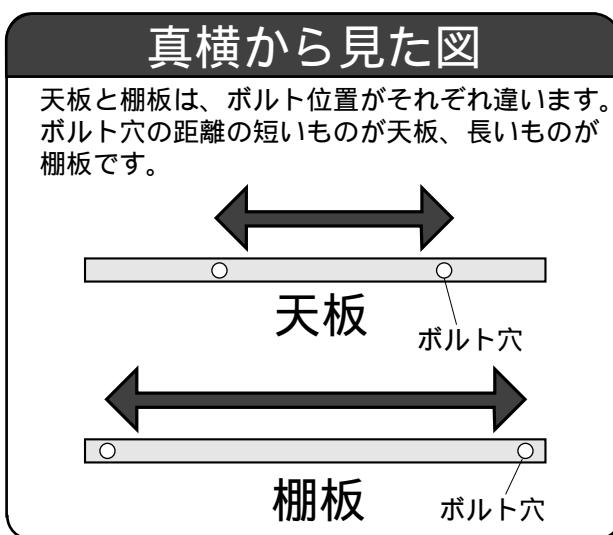 真横から見た図
天板と棚板は、ボルト位置がそれぞれ違います。
ボルト穴の距離の短いものが天板、長いものが
棚板です。
天板
ボルト穴
棚板
ボルト穴